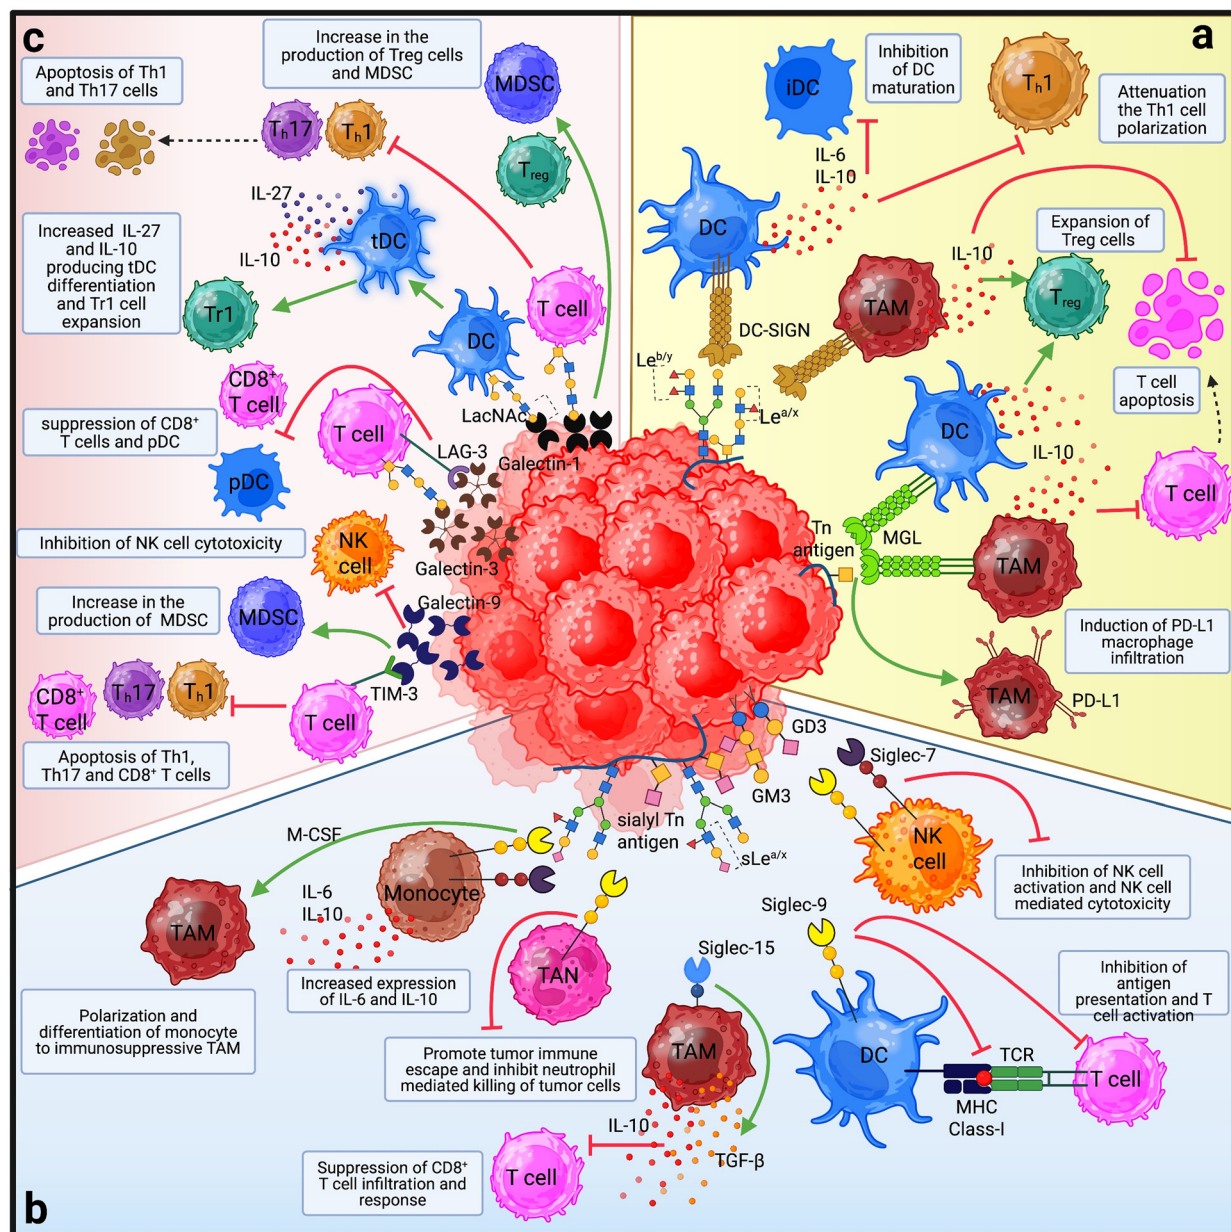 c
Increase in the
production of Treg cells
and MDSC
MDSC
Apoptosis of Th1
and Th17 cells
Th17
Th1
Treg
IL-27
IL-10
tDC
Increased IL-27
and IL-10
producing tDC
differentiation
and Tr1 cell
expansion
Tr1
T cell
DC
LacNAc
CD8+
T cell
T cell
suppression of CD8+
T cells and pDC
LAG-3
Galectin-1
pDC
Inhibition of NK cell cytotoxicity
NK
cell
Galectin-3
Increase in the
production of MDSC
MDSC
Galectin-9
CD8+
T cell
Th17
Th1
TIM-3
T cell
Apoptosis of Th1,
Th17 and CD8+ T cells
a
iDC
Inhibition
of DC
maturation
Th1
Attenuation
the Th1 cell
polarization
IL-6
IL-10
DC
Expansion of
Treg cells
IL-10
TAM
Treg
DC-SIGN
Leb/y
Lea/x
T cell
apoptosis
DC
IL-10
T cell
Tn
antigen
MGL
TAM
Induction of PD-L1
macrophage
infiltration
TAM
PD-L1
GD3
GM3
Siglec-7
sialyl Tn
antigen
sLea/x
M-CSF
Monocyte
NK
cell
Inhibition of NK cell
activation and NK cell
mediated cytotoxicity
IL-6
IL-10
TAM
Siglec-9
Siglec-15
TAN
Increased expression
of IL-6 and IL-10
Inhibition of
antigen
presentation and T
cell activation
Polarization and
differentiation of monocyte
to immunosuppressive TAM
Promote tumor immune
escape and inhibit neutrophil
mediated killing of tumor cells
TAM
DC
TCR
T cell
MHC
Class-I
IL-10
TGF-β
Suppression of CD8+
T cell infiltration and
response
T cell
b